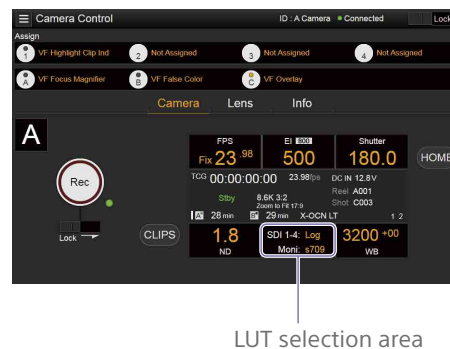 Camera Control ID : A Camera Connected Lock
Assign
1 VF Highlight Clip Ind 2 Not Assigned 3 Not Assigned 4 Not Assigned
A VF Focus Magnifier B VF False Color C VF Overlay
Camera Lens Info
A
FPS EI 800 Shutter
Fix 23 .98 500 180.0 HOME
Rec
TCG 00:00:00:00 23.98fps DC IN 12.8V
Stby 8.6K 3:2 Reel A001
Zoom to Fit 17:9 Shot C003
A 28 min B 29 min X-OCN LT 1 2
Lock CLIPS 1.8 SDI 1-4: Log 3200 +00
ND Moni: s709 WB
LUT selection area